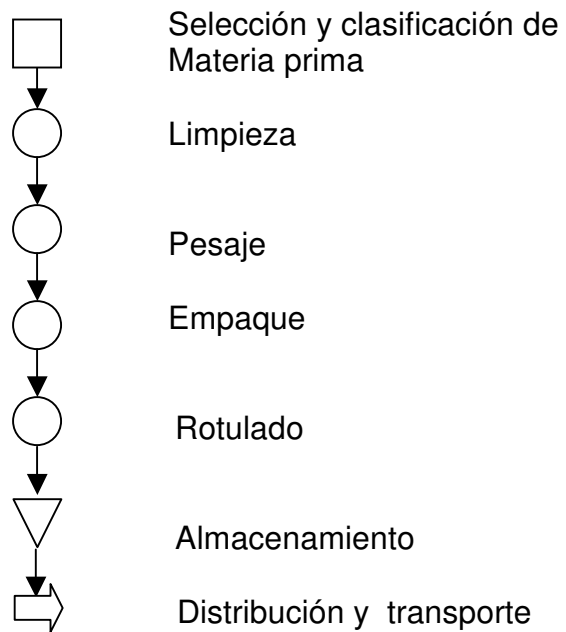 Selección y clasificación de
Materia prima
Limpieza
Pesaje
Empaque
Rotulado
Almacenamiento
Distribución y transporte